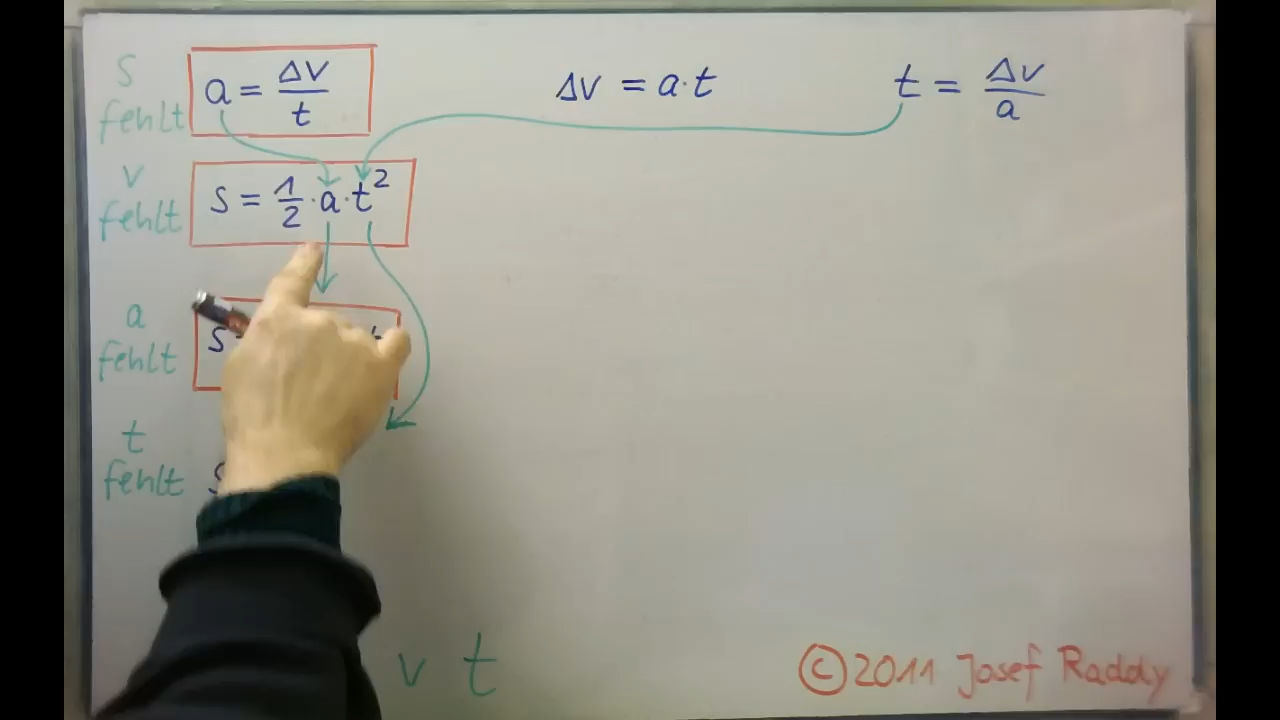 s fehlt a = Δv/t Δv = a·t t = Δv/a
v fehlt s = 1/2 · a · t²
a fehlt s
t fehlt s
v t
© 2011 Josef Raddy